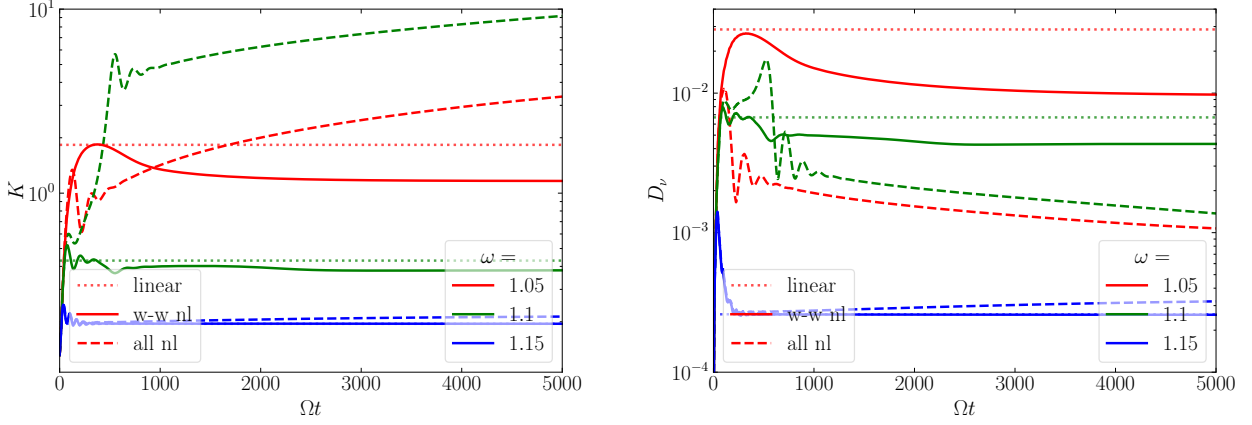 10^1
10^0
K
0 1000 2000 3000 4000 5000
Ωt
linear
w-w nl
all nl
ω =
1.05
1.1
1.15
10^{-2}
10^{-3}
10^{-4}
D_ν
0 1000 2000 3000 4000 5000
Ωt
linear
w-w nl
all nl
ω =
1.05
1.1
1.15